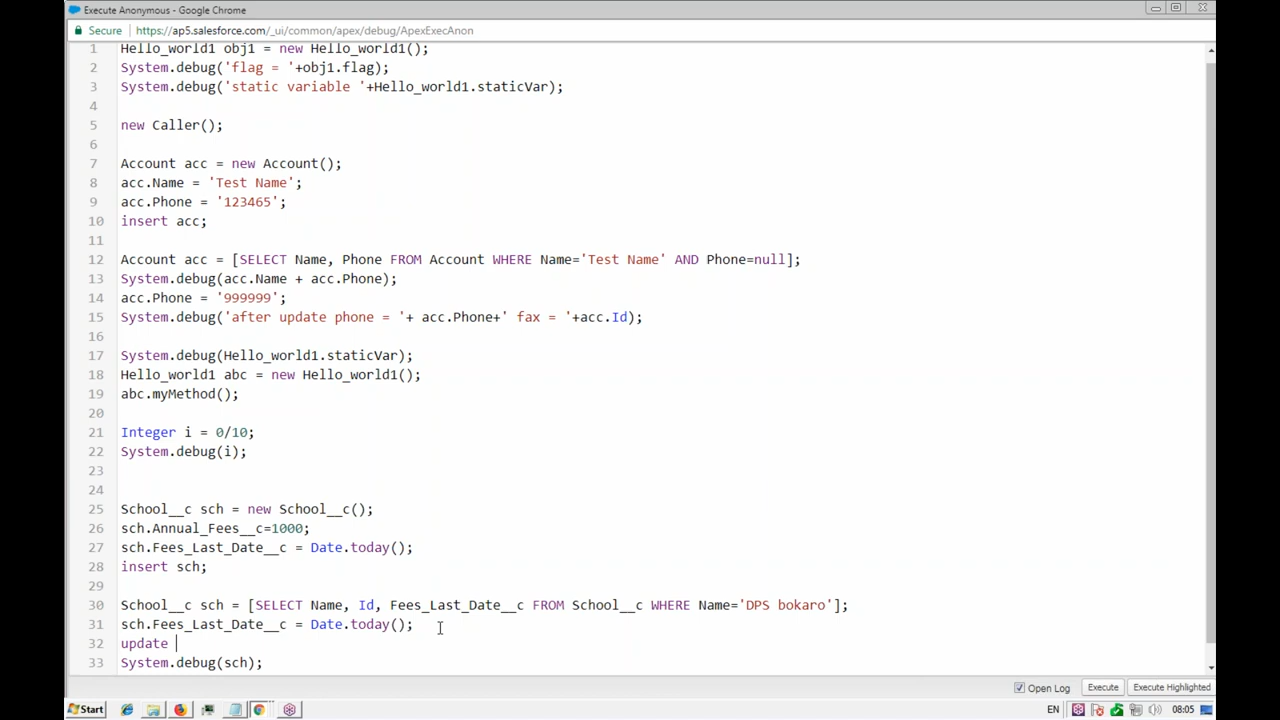 Execute Anonymous - Google Chrome
Secure https://ap5.salesforce.com/_ui/common/apex/debug/ApexExecAnon
1 Hello_world1 obj1 = new Hello_world1();
2 System.debug('flag = '+obj1.flag);
3 System.debug('static variable '+Hello_world1.staticVar);
4
5 new Caller();
6
7 Account acc = new Account();
8 acc.Name = 'Test Name';
9 acc.Phone = '123465';
10 insert acc;
11
12 Account acc = [SELECT Name, Phone FROM Account WHERE Name='Test Name' AND Phone=null];
13 System.debug(acc.Name + acc.Phone);
14 acc.Phone = '999999';
15 System.debug('after update phone = '+ acc.Phone+' fax = '+acc.Id);
16
17 System.debug(Hello_world1.staticVar);
18 Hello_world1 abc = new Hello_world1();
19 abc.myMethod();
20
21 Integer i = 0/10;
22 System.debug(i);
23
24
25 School__c sch = new School__c();
26 sch.Annual_Fees__c=1000;
27 sch.Fees_Last_Date__c = Date.today();
28 insert sch;
29
30 School__c sch = [SELECT Name, Id, Fees_Last_Date__c FROM School__c WHERE Name='DPS bokaro'];
31 sch.Fees_Last_Date__c = Date.today();
32 update
33 System.debug(sch);
Open Log Execute Execute Highlighted
Start EN 08:05